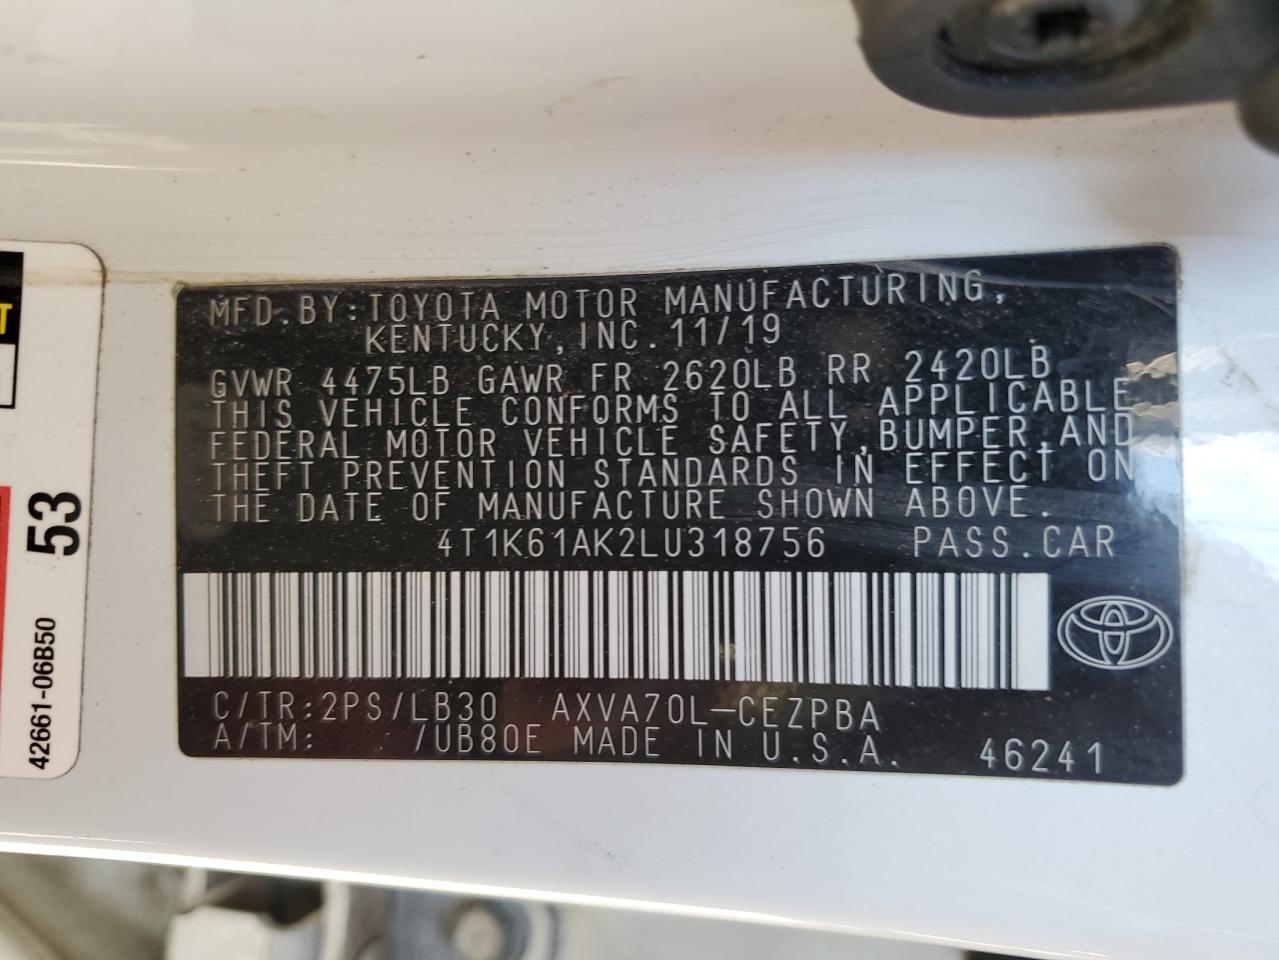 MFD.BY:TOYOTA MOTOR MANUFACTURING,
KENTUCKY,INC.11/19
GVWR 4475LB GAWR FR 2620LB RR 2420LB
THIS VEHICLE CONFORMS TO ALL APPLICABLE
FEDERAL MOTOR VEHICLE SAFETY,BUMPER,AND
THEFT PREVENTION STANDARDS IN EFFECT ON
THE DATE OF MANUFACTURE SHOWN ABOVE.
4T1K61AK2LU318756 PASS.CAR
C/TR:2PS/LB30 AXVA70L-CEZPBA
A/TM: /UB80E MADE IN U.S.A. 46241
53
42661-06B50